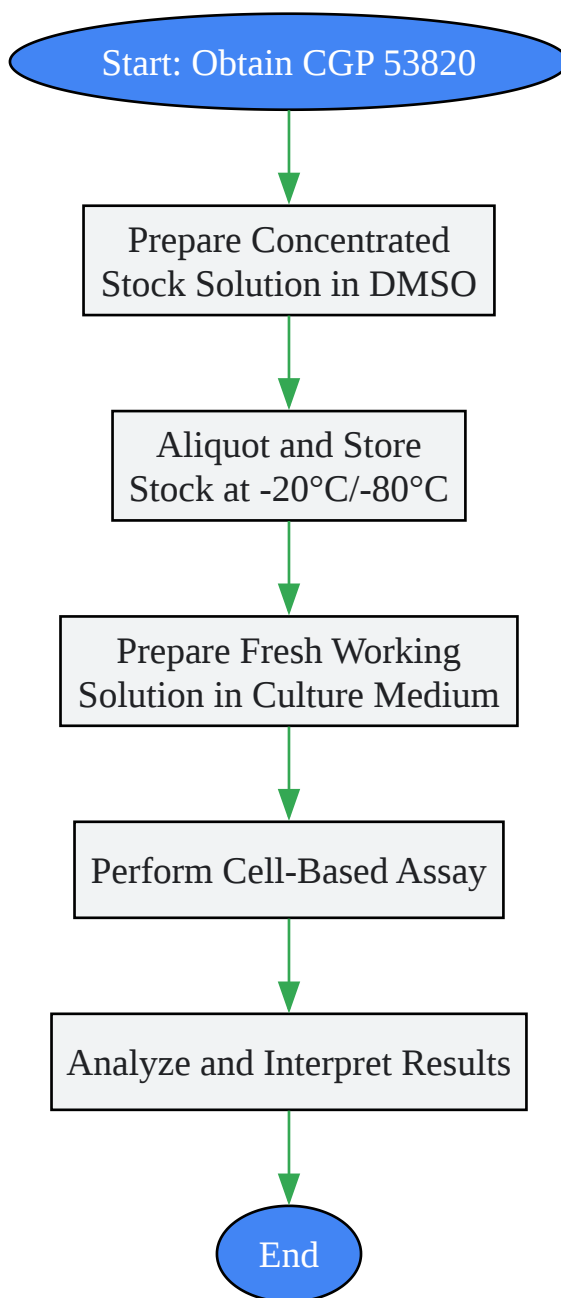 Start: Obtain CGP 53820
Prepare Concentrated
Stock Solution in DMSO
Aliquot and Store
Stock at -20°C/-80°C
Prepare Fresh Working
Solution in Culture Medium
Perform Cell-Based Assay
Analyze and Interpret Results
End